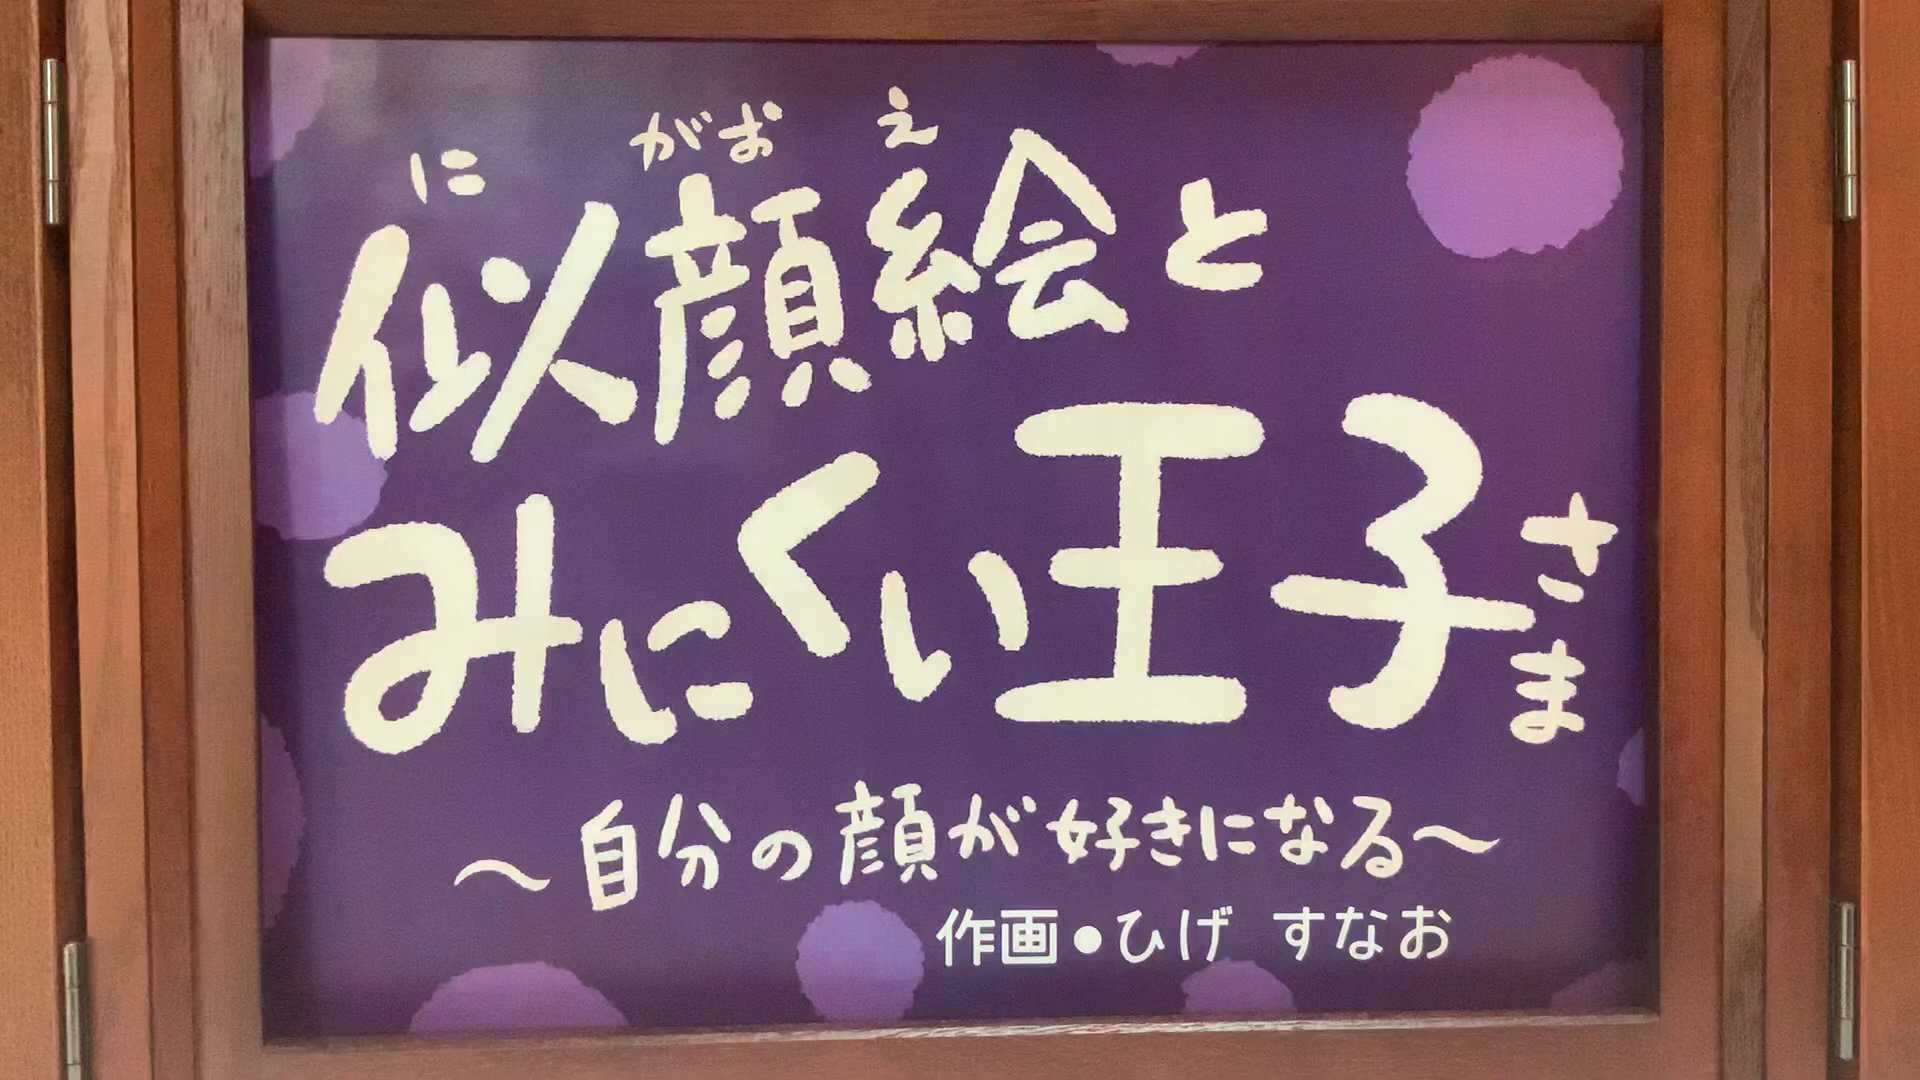 に がお え
似顔絵と
みにくい王子さま
〜自分の顔が好きになる〜
作画・ひげ すなお